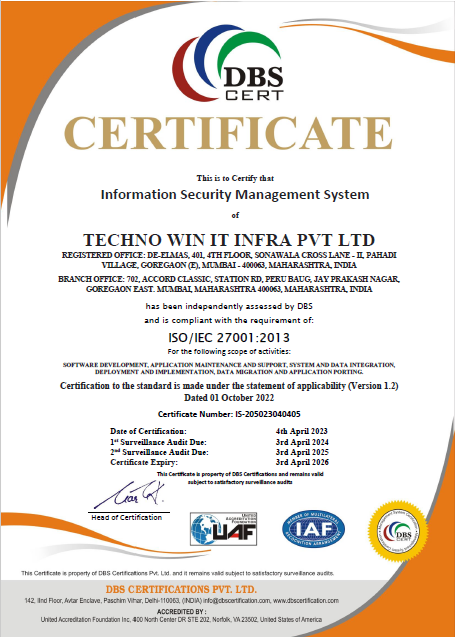 DBS
CERT
CERTIFICATE
This is to Certify that
Information Security Management System
of
TECHNO WIN IT INFRA PVT LTD
REGISTERED OFFICE: DE-ELMAS, 401, 4TH FLOOR, SONAWALA CROSS LANE - II, PAHADI
VILLAGE, GOREGAON (E), MUMBAI - 400063, MAHARASHTRA, INDIA
BRANCH OFFICE: 702, ACCORD CLASSIC, STATION RD, PERU BAUG, JAY PRAKASH NAGAR,
GOREGAON EAST. MUMBAI, MAHARASHTRA 400063, MAHARASHTRA, INDIA
has been independently assessed by DBS
and is compliant with the requirement of:
ISO/IEC 27001:2013
For the following scope of activities:
SOFTWARE DEVELOPMENT, APPLICATION MAINTENANCE AND SUPPORT, SYSTEM AND DATA INTEGRATION,
DEPLOYMENT AND IMPLEMENTATION, DATA MIGRATION AND APPLICATION PORTING.
Certification to the standard is made under the statement of applicability (Version 1.2)
Dated 01 October 2022
Certificate Number: IS-205023040405
Date of Certification: 4th April 2023
1st Surveillance Audit Due: 3rd April 2024
2nd Surveillance Audit Due: 3rd April 2025
Certificate Expiry: 3rd April 2026
This Certificate is property of DBS Certifications and remains valid
subject to satisfactory surveillance audits
Head of Certification
UNITED
ACCREDITATION
FOUNDATION
UAF
MEMBER OF MULTILATERAL
IAF
RECOGNITION ARRANGEMENT
DBS
CERT
This Certificate is property of DBS Certifications Pvt. Ltd. and it remains valid subject to satisfactory surveillance audits.
DBS CERTIFICATIONS PVT. LTD.
142, IInd Floor, Avtar Enclave, Paschim Vihar, Delhi-110063, (INDIA) info@dbscertification.com, www.dbscertification.com
ACCREDITED BY :
United Accreditation Foundation Inc, 400 North Center DR STE 202, Norfolk, VA 23502, United States of America